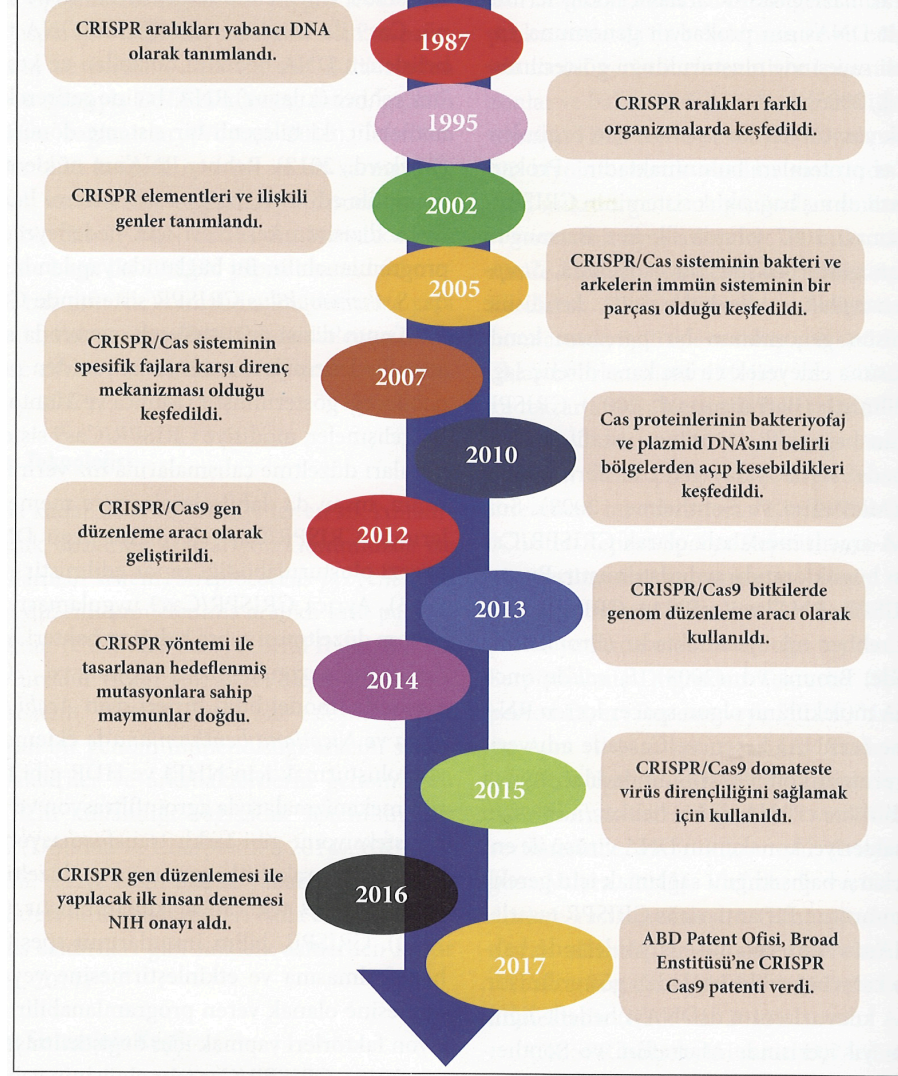 CRISPR aralıkları yabancı DNA
olarak tanımlandı.
1987
1995
CRISPR aralıkları farklı
organizmalarda keşfedildi.
CRISPR elementleri ve ilişkili
genler tanımlandı.
2002
2005
CRISPR/Cas sisteminin bakteri ve
arkelerin immün sisteminin bir
parçası olduğu keşfedildi.
CRISPR/Cas sisteminin
spesifik fajlara karşı direnç
mekanizması olduğu
keşfedildi.
2007
2010
Cas proteinlerinin bakteriyofaj
ve plazmid DNA’sını belirli
bölgelerden açıp kesebildikleri
keşfedildi.
CRISPR/Cas9 gen
düzenleme aracı olarak
geliştirildi.
2012
2013
CRISPR/Cas9 bitkilerde
genom düzenleme aracı olarak
kullanıldı.
CRISPR yöntemi ile
tasarlanan hedeflenmiş
mutasyonlara sahip
maymunlar doğdu.
2014
2015
CRISPR/Cas9 domateste
virüs dirençliliğini sağlamak
için kullanıldı.
CRISPR gen düzenlemesi ile
yapılacak ilk insan denemesi
NIH onayı aldı.
2016
2017
ABD Patent Ofisi, Broad
Enstitüsü’ne CRISPR
Cas9 patenti verdi.